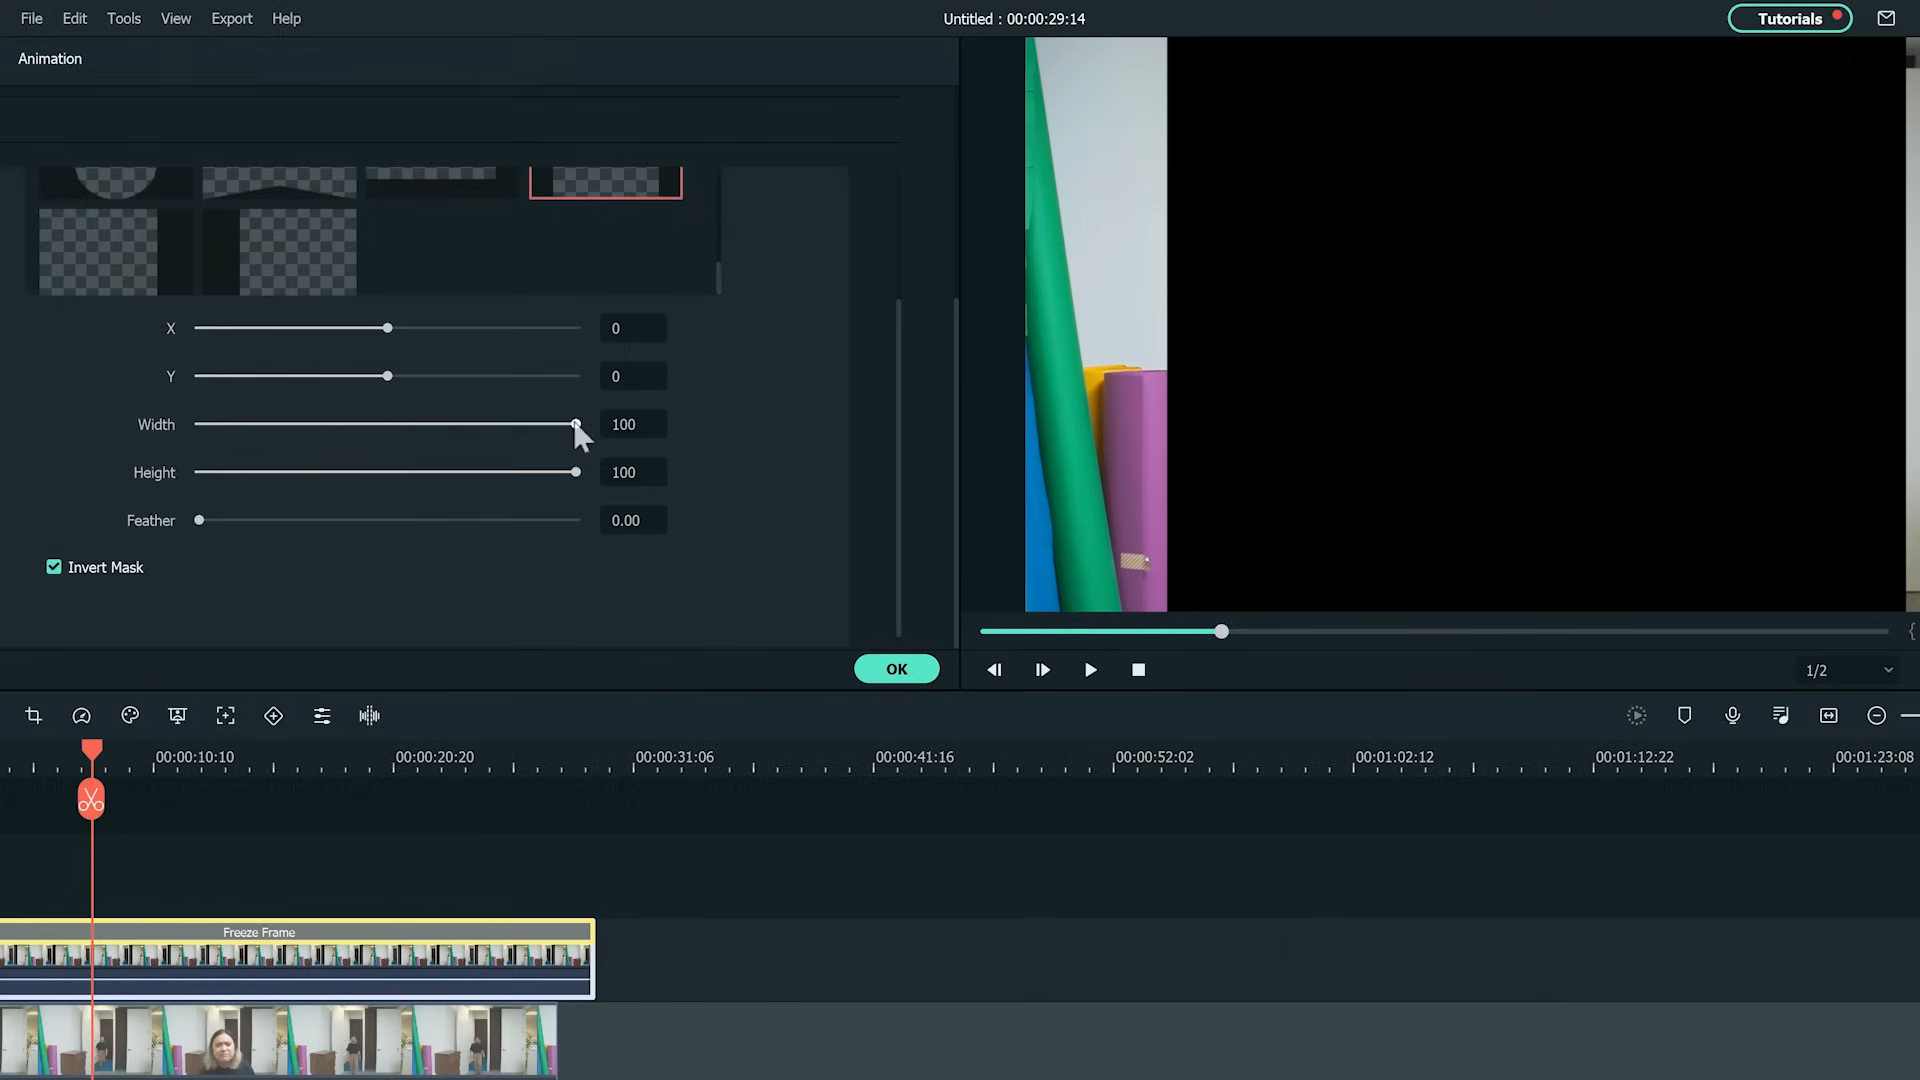 File Edit Tools View Export Help
Untitled : 00:00:29:14
Tutorials
Animation
X 0
Y 0
Width 100
Height 100
Feather 0.00
Invert Mask
OK
{
1/2
00:00:10:10 00:00:20:20 00:00:31:06 00:00:41:16 00:00:52:02 00:01:02:12 00:01:12:22 00:01:23:08
Freeze Frame